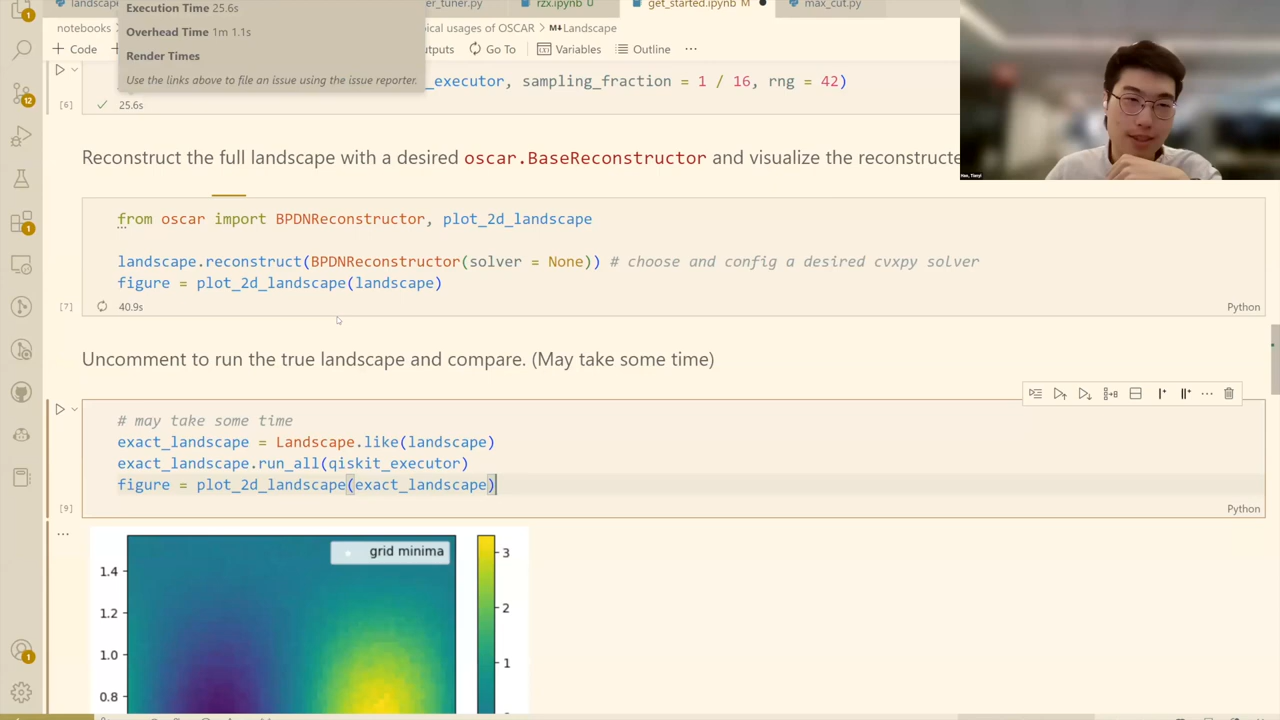 Execution Time 25.6s
Overhead Time 1m 1.1s
Render Times
Use the links above to file an issue using the issue reporter.
landscape
er_tuner.py
rzx.ipynb U
get_started.ipynb M
max_cut.py
notebooks
ical usages of OSCAR > M↓Landscape
+ Code
utputs
Go To
Variables
Outline
...
_executor, sampling_fraction = 1 / 16, rng = 42)
[6]
25.6s
Reconstruct the full landscape with a desired oscar.BaseReconstructor and visualize the reconstructe
from oscar import BPDNReconstructor, plot_2d_landscape
landscape.reconstruct(BPDNReconstructor(solver = None)) # choose and config a desired cvxpy solver
figure = plot_2d_landscape(landscape)
[7]
40.9s
Python
Uncomment to run the true landscape and compare. (May take some time)
# may take some time
exact_landscape = Landscape.like(landscape)
exact_landscape.run_all(qiskit_executor)
figure = plot_2d_landscape(exact_landscape)
[9]
Python
...
grid minima
1.4
1.2
1.0
0.8
3
2
1
12
1
1
1
Hao, Tianyi